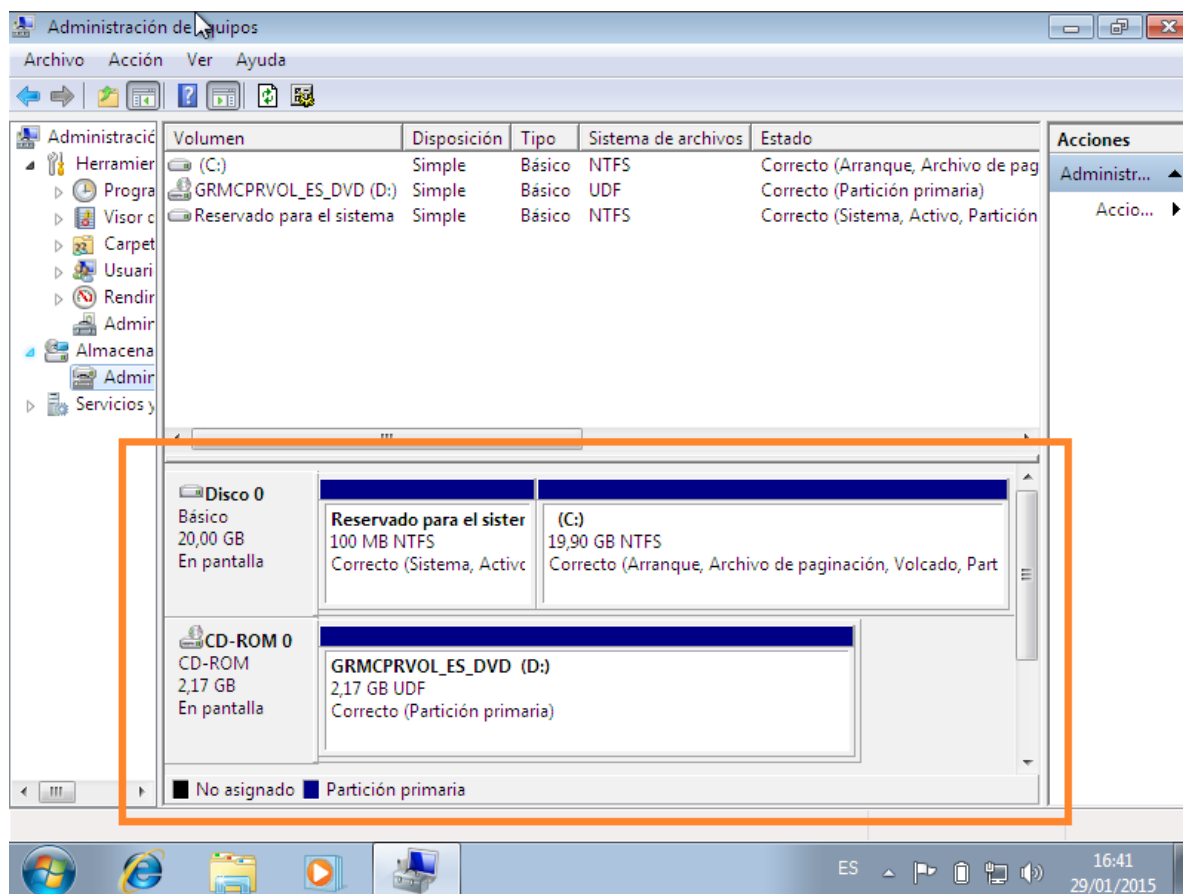 Administración de equipos
Archivo Acción Ver Ayuda
Administració
Herramier
Progra
Visor c
Carpet
Usuari
Rendir
Admir
Almacena
Admir
Servicios y
Volumen Disposición Tipo Sistema de archivos Estado
(C:) Simple Básico NTFS Correcto (Arranque, Archivo de pag
GRMCPRVOL_ES_DVD (D:) Simple Básico UDF Correcto (Partición primaria)
Reservado para el sistema Simple Básico NTFS Correcto (Sistema, Activo, Partición
Acciones
Administr...
Accio...
Disco 0
Básico
20,00 GB
En pantalla
Reservado para el sister
100 MB NTFS
Correcto (Sistema, Activc
(C:)
19,90 GB NTFS
Correcto (Arranque, Archivo de paginación, Volcado, Part
CD-ROM 0
CD-ROM
2,17 GB
En pantalla
GRMCPRVOL_ES_DVD (D:)
2,17 GB UDF
Correcto (Partición primaria)
No asignado Partición primaria
ES
16:41
29/01/2015